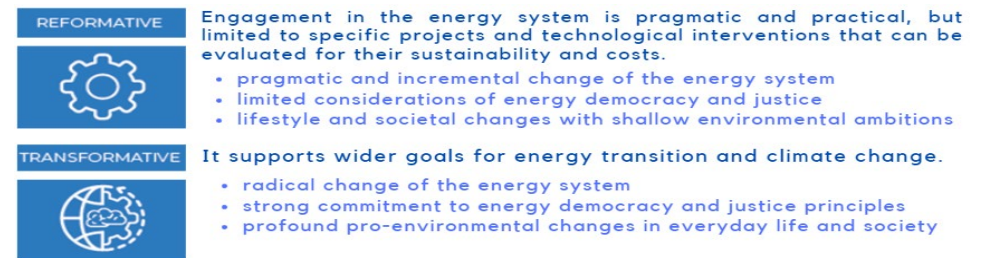 REFORMATIVE
Engagement in the energy system is pragmatic and practical, but
limited to specific projects and technological interventions that can be
evaluated for their sustainability and costs.
• pragmatic and incremental change of the energy system
• limited considerations of energy democracy and justice
• lifestyle and societal changes with shallow environmental ambitions
TRANSFORMATIVE
It supports wider goals for energy transition and climate change.
• radical change of the energy system
• strong commitment to energy democracy and justice principles
• profound pro-environmental changes in everyday life and society